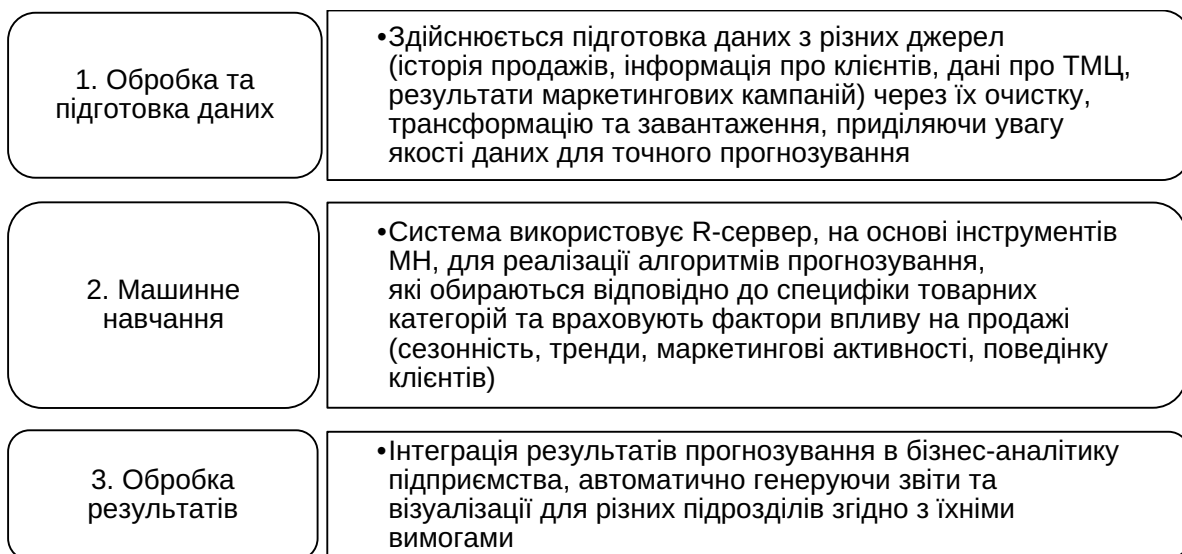 1. Обробка та
підготовка даних
•Здійснюється підготовка даних з різних джерел
(історія продажів, інформація про клієнтів, дані про ТМЦ,
результати маркетингових кампаній) через їх очистку,
трансформацію та завантаження, приділяючи увагу
якості даних для точного прогнозування
2. Машинне
навчання
•Система використовує R-сервер, на основі інструментів
МН, для реалізації алгоритмів прогнозування,
які обираються відповідно до специфіки товарних
категорій та враховують фактори впливу на продажі
(сезонність, тренди, маркетингові активності, поведінку
клієнтів)
3. Обробка
результатів
•Інтеграція результатів прогнозування в бізнес-аналітику
підприємства, автоматично генеруючи звіти та
візуалізації для різних підрозділів згідно з їхніми
вимогами